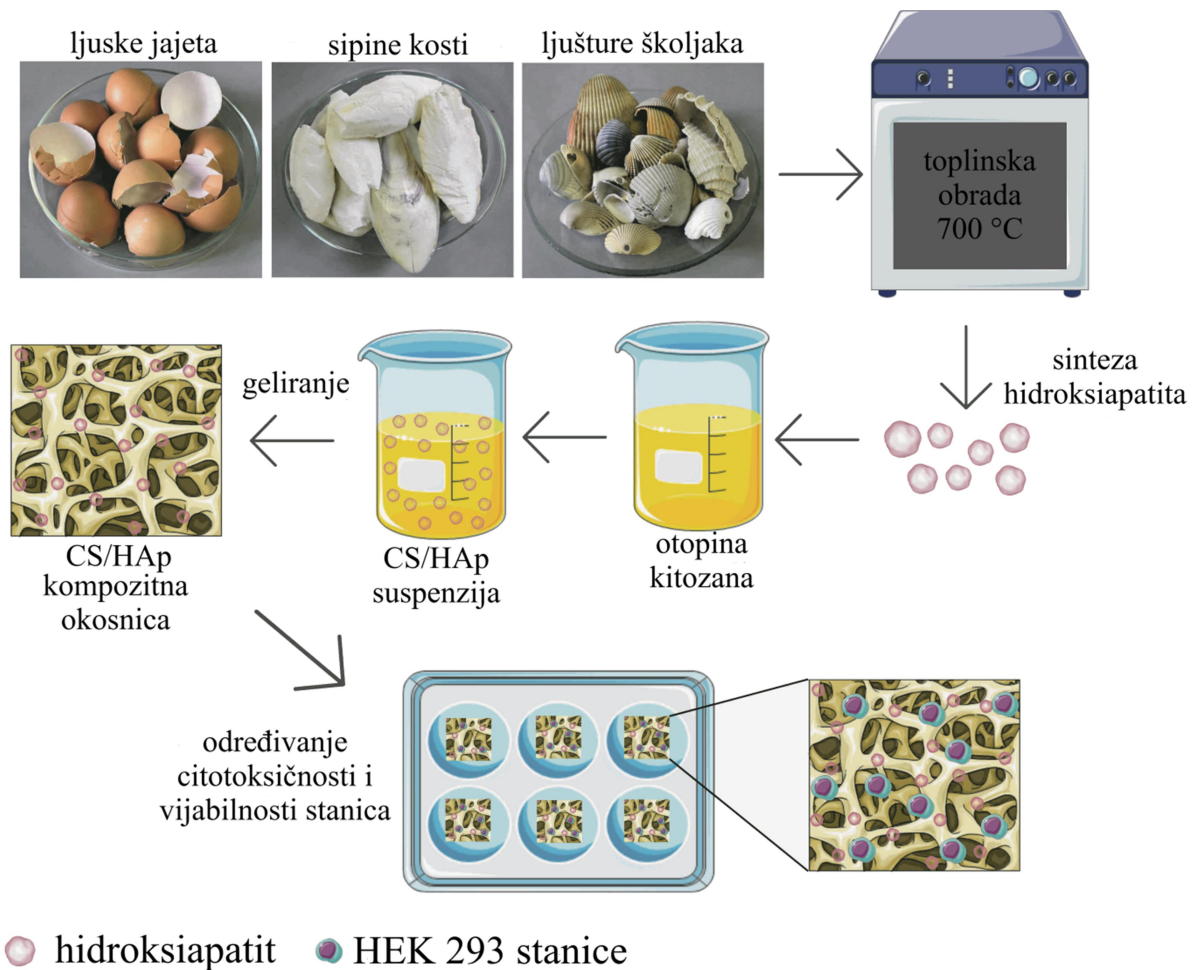 ljuske jajeta
sipine kosti
ljušture školjaka
toplinska
obrada
700 °C
sinteza
hidroksiapatita
geliranje
CS/HAp
kompozitna
okosnica
CS/HAp
suspenzija
otopina
kitozana
određivanje
citotoksičnosti i
vijabilnosti stanica
hidroksiapatit
HEK 293 stanice